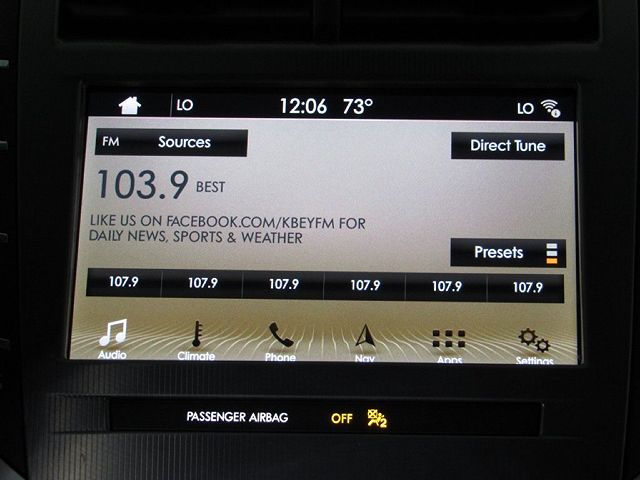 LO 12:06 73° LO
FM Sources Direct Tune
103.9 BEST
LIKE US ON FACEBOOK.COM/KBEYFM FOR
DAILY NEWS, SPORTS & WEATHER
Presets
107.9 107.9 107.9 107.9 107.9 107.9
Audio Climate Phone Nav Apps Settings
PASSENGER AIRBAG OFF 2